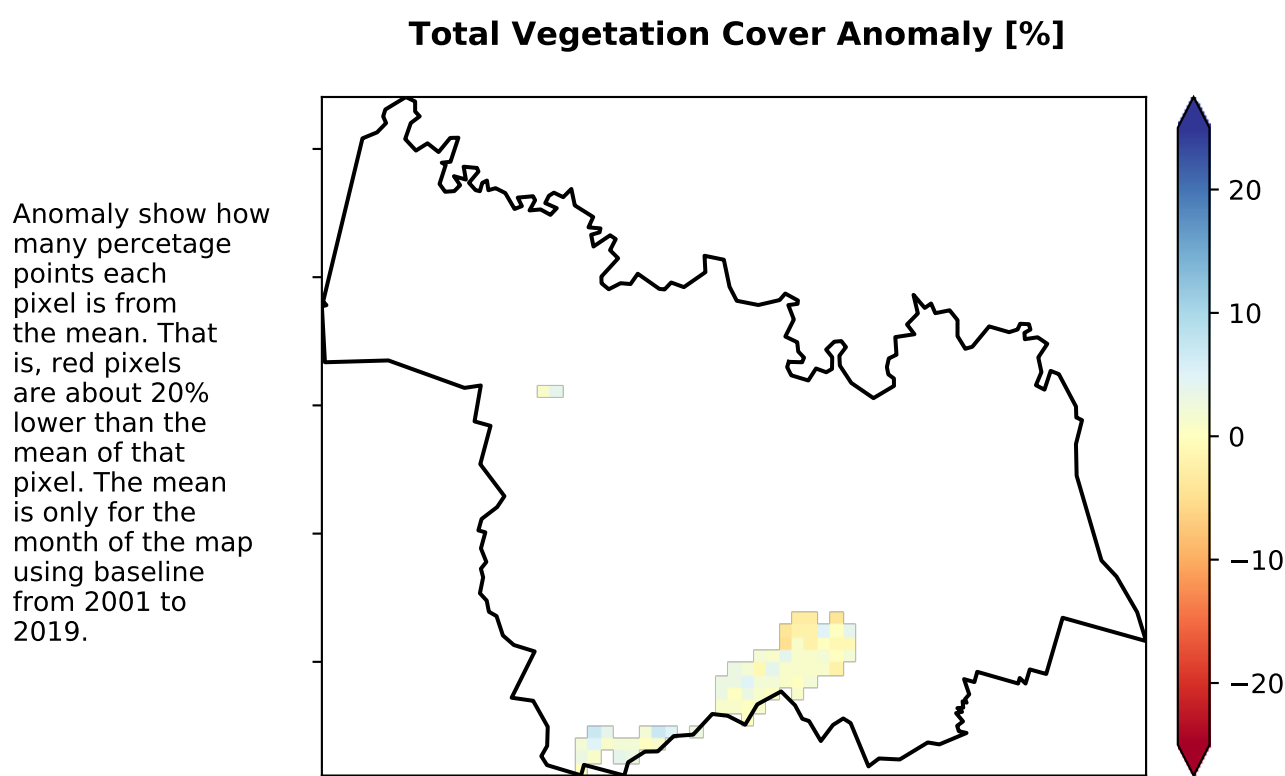 Total Vegetation Cover Anomaly [%]
Anomaly show how
many percetage
points each
pixel is from
the mean. That
is, red pixels
are about 20%
lower than the
mean of that
pixel. The mean
is only for the
month of the map
using baseline
from 2001 to
2019.
20
10
0
−10
−20